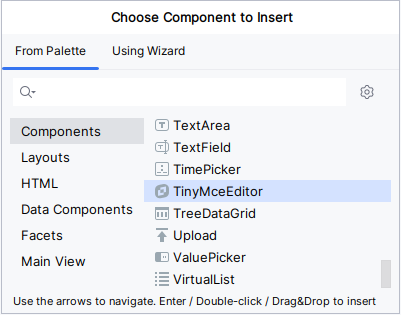 Choose Component to Insert
From Palette
Using Wizard
Components
Layouts
HTML
Data Components
Facets
Main View
TextArea
TextField
TimePicker
TinyMceEditor
TreeDataGrid
Upload
ValuePicker
VirtualList
Use the arrows to navigate. Enter / Double-click / Drag&Drop to insert